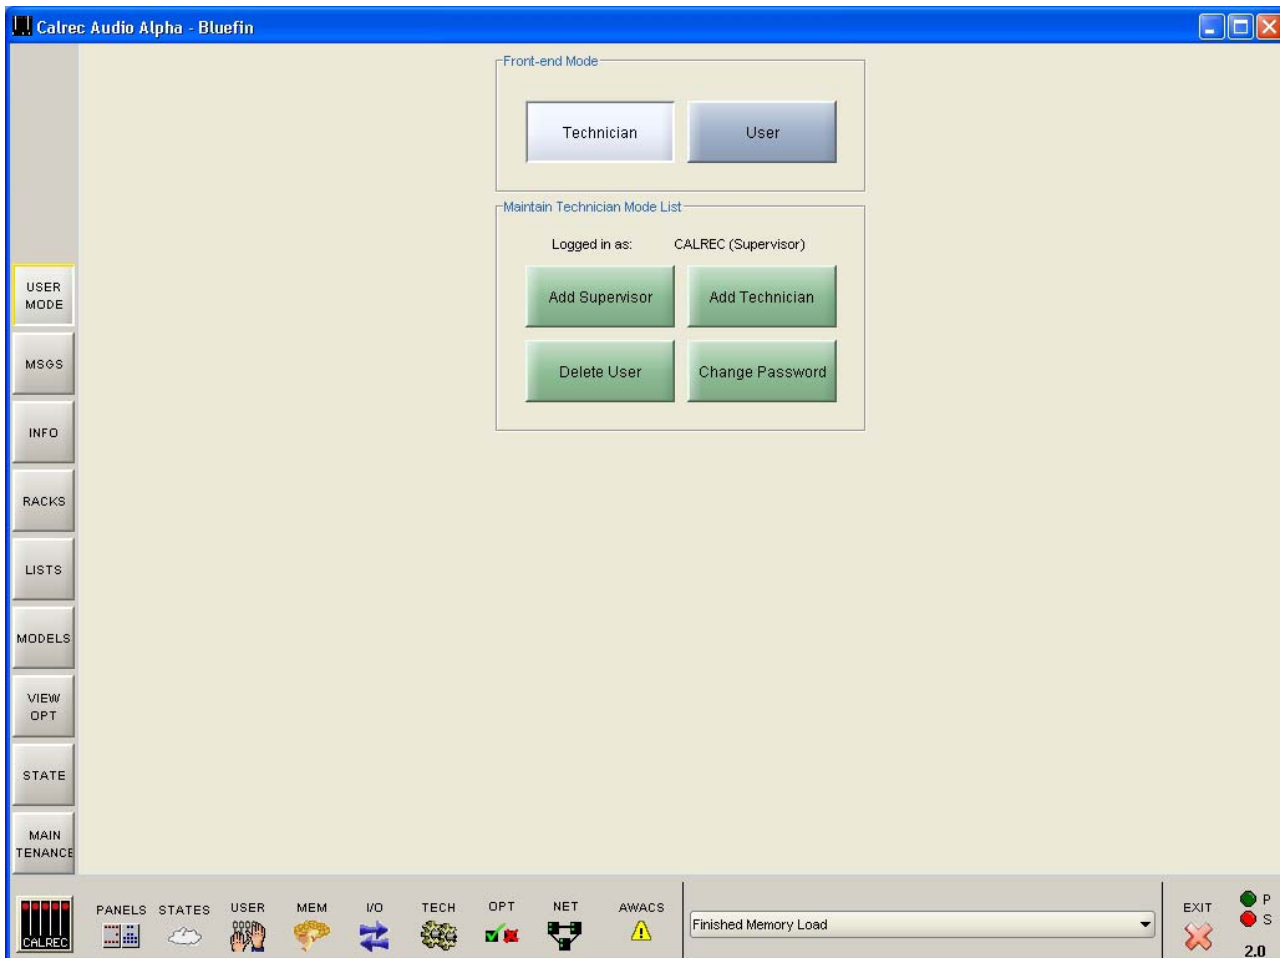 Calrec Audio Alpha - Bluefin
Front-end Mode
Technician
User
Maintain Technician Mode List
Logged in as: CALREC (Supervisor)
Add Supervisor
Add Technician
Delete User
Change Password
USER
MODE
MSGS
INFO
RACKS
LISTS
MODELS
VIEW
OPT
STATE
MAIN
TENANCE
CALREC
PANELS
STATES
USER
MEM
I/O
TECH
OPT
NET
AWACS
Finished Memory Load
EXIT
P
S
2.0